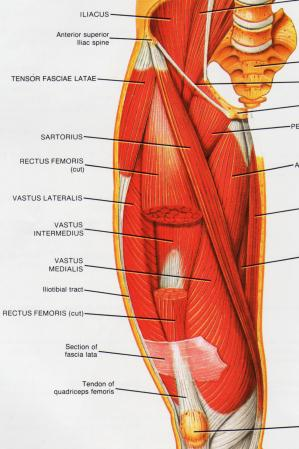 ILIACUS
Anterior superior
Iliac spine
TENSOR FASCIAE LATAE
SARTORIUS
RECTUS FEMORIS
(cut)
VASTUS LATERALIS
VASTUS
INTERMEDIUS
VASTUS
MEDIALIS
Iliotibial tract
RECTUS FEMORIS (cut)
Section of
fascia lata
Tendon of
quadriceps femoris
PE
A